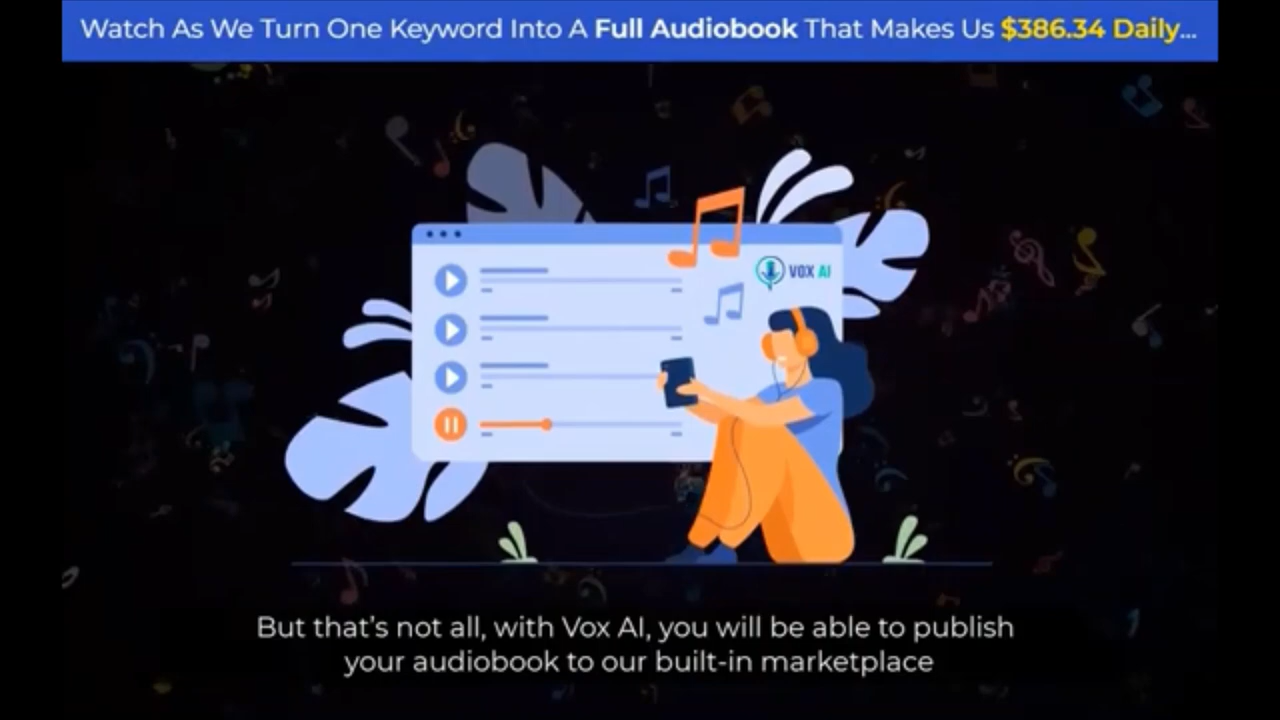 Watch As We Turn One Keyword Into A Full Audiobook That Makes Us $386.34 Daily...
VOX AI
But that's not all, with Vox AI, you will be able to publish
your audiobook to our built-in marketplace